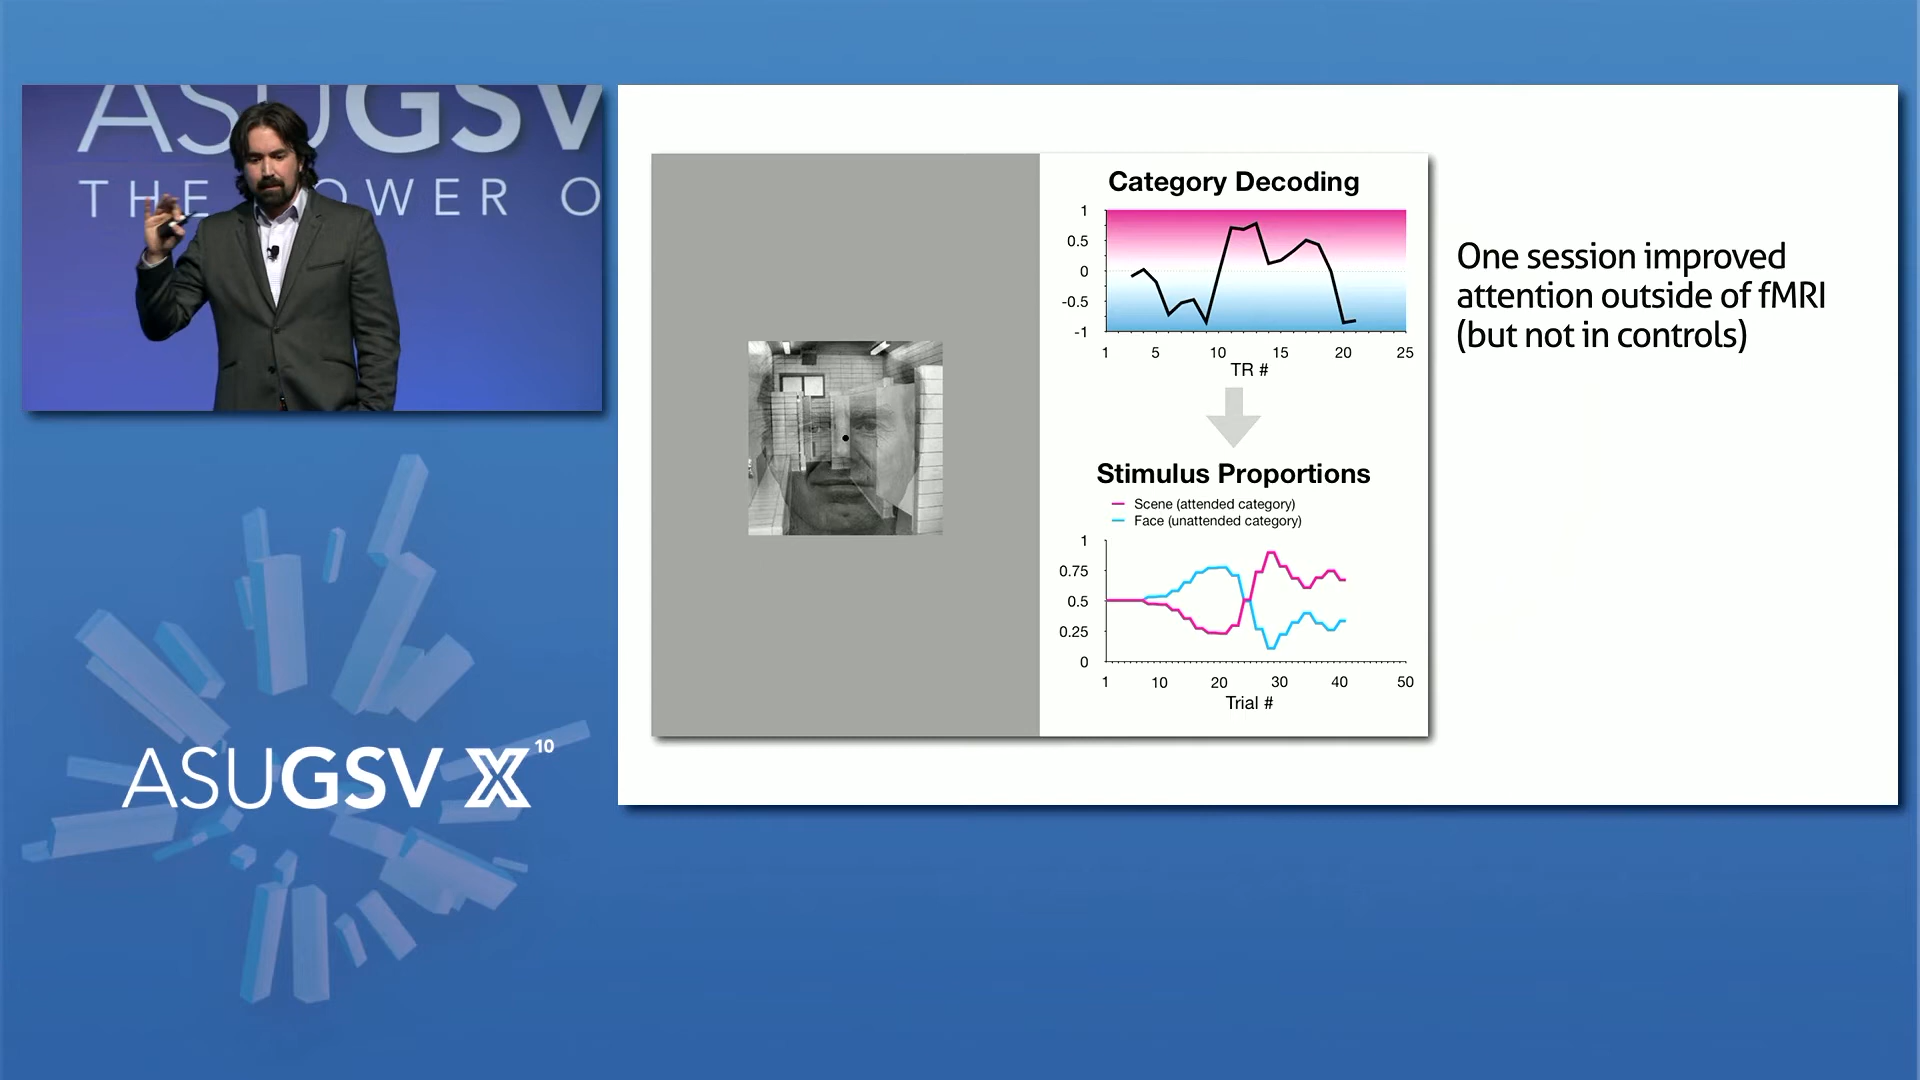 ASUGSV
THE POWER O
Category Decoding
1
0.5
0
-0.5
-1
1 5 10 15 20 25
TR #
Stimulus Proportions
Scene (attended category)
Face (unattended category)
1
0.75
0.5
0.25
0
1 10 20 30 40 50
Trial #
One session improved
attention outside of fMRI
(but not in controls)
ASUGSV X10